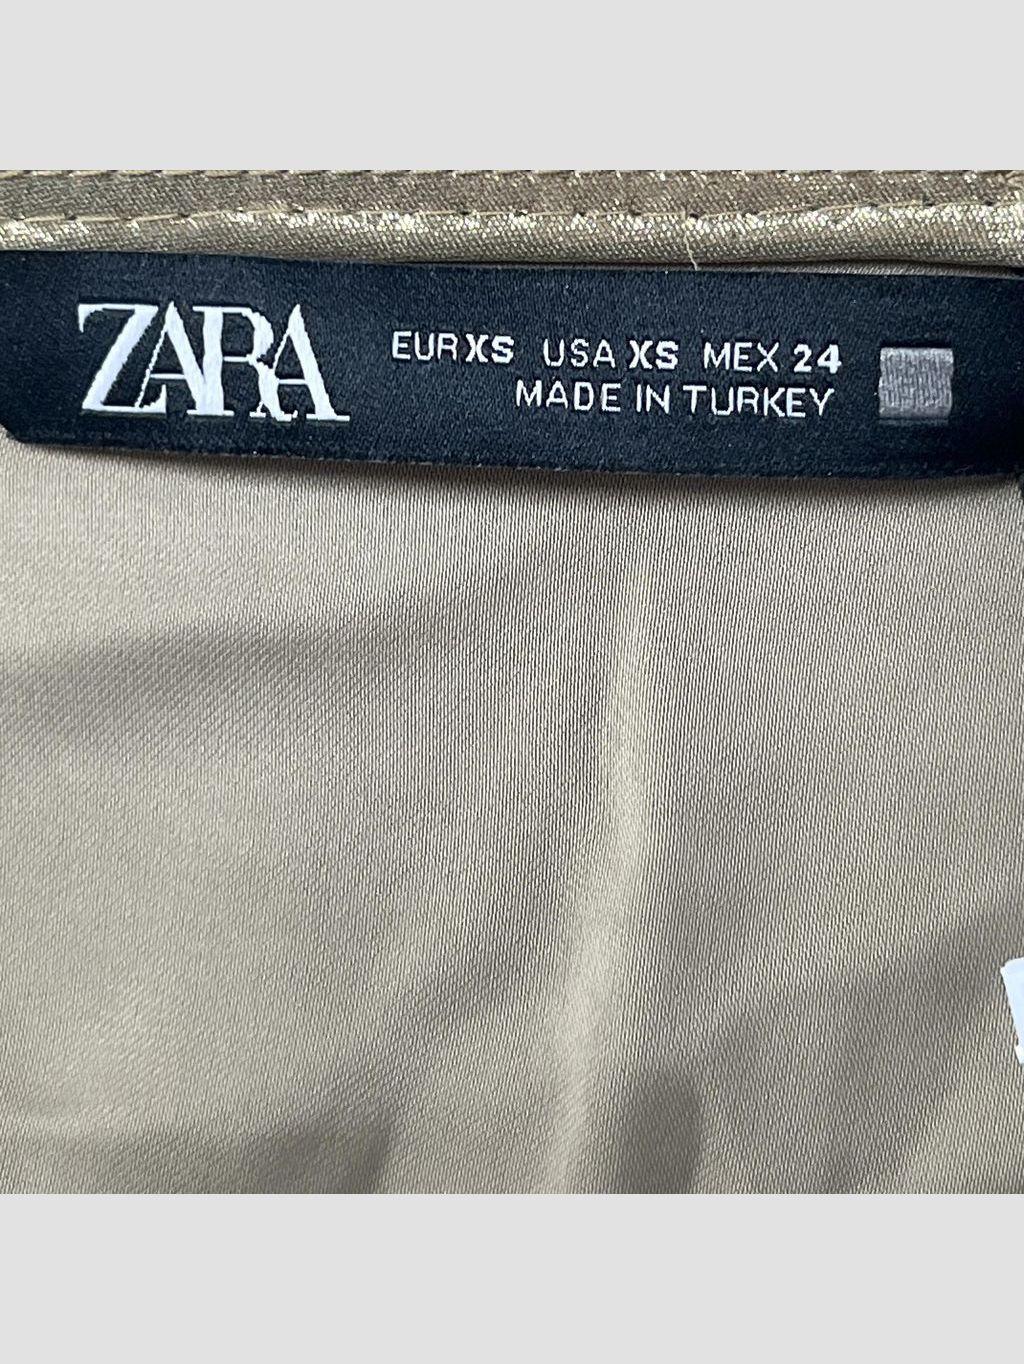 ZARA
EUR XS USA XS MEX 24
MADE IN TURKEY